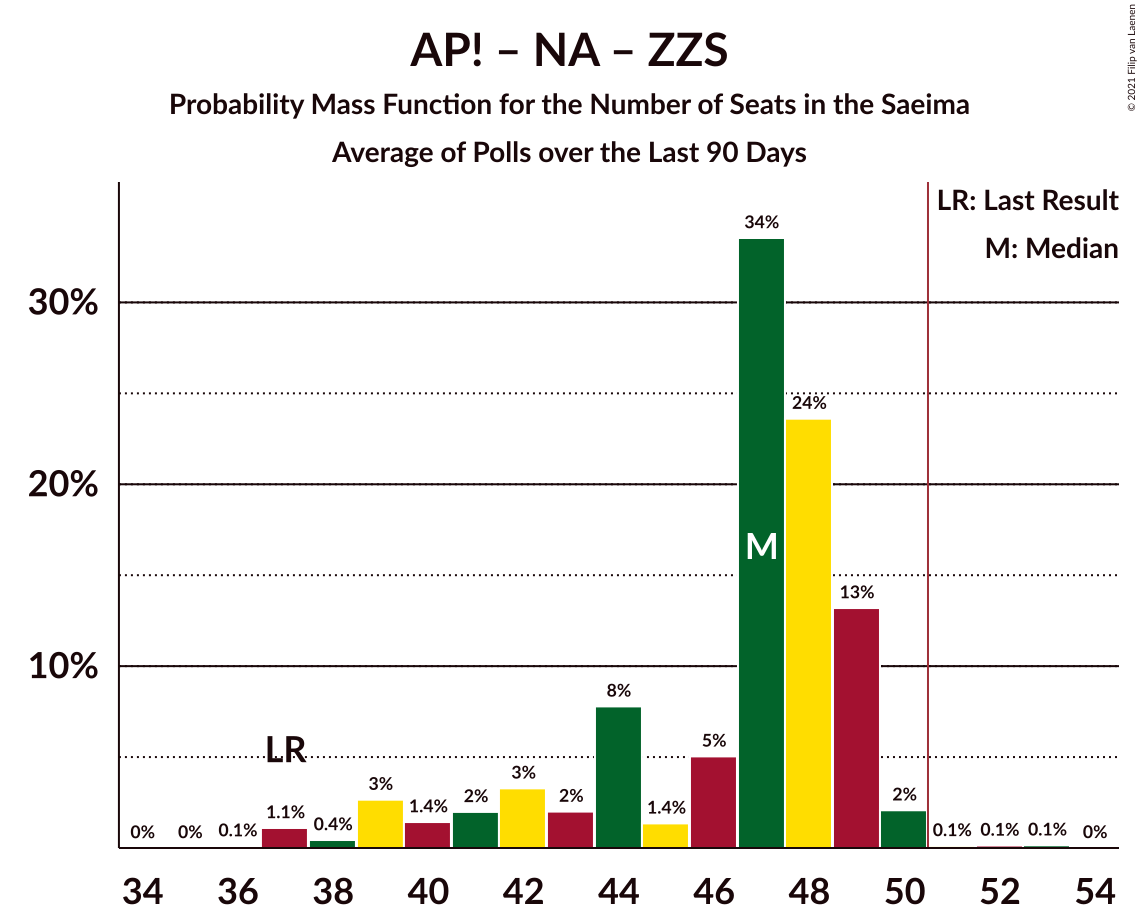 AP! – NA – ZZS
Probability Mass Function for the Number of Seats in the Saeima
Average of Polls over the Last 90 Days
© 2021 Filip van Laenen
LR: Last Result
M: Median
34%
30%
24%
20%
M
13%
10%
8%
LR
5%
3%
3%
2%
2%
2%
1.4%
1.4%
1.1%
0.4%
0% 0% 0.1% 0.1% 0.1% 0.1% 0%
34 36 38 40 42 44 46 48 50 52 54